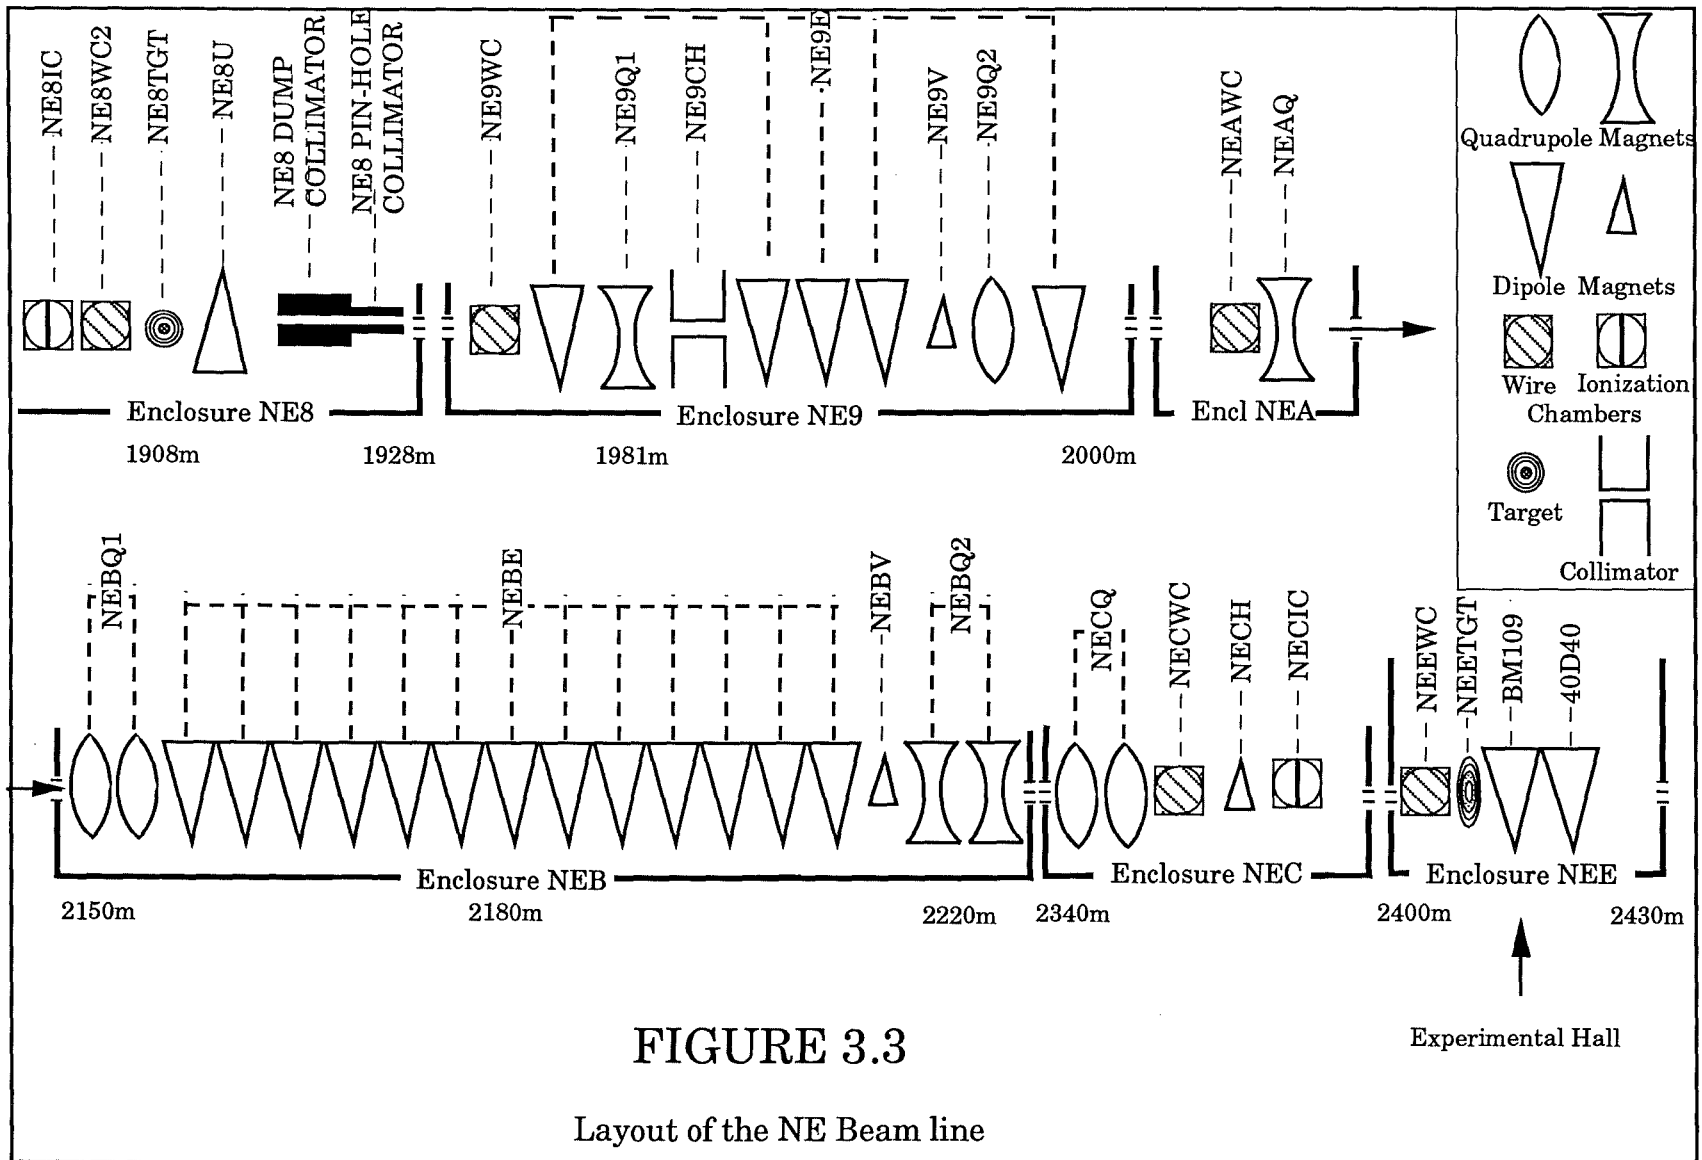 NE8IC
NE8WC2
NE8TGT
NE8U
NE8 DUMP
COLLIMATOR
NE8 PIN-HOLE
COLLIMATOR
NE9WC
NE9Q1
NE9CH
NE9E
NE9V
NE9Q2
NEAWC
NEAQ
Enclosure NE8
Enclosure NE9
Encl NEA
1908m
1928m
1981m
2000m
Quadrupole Magnets
Dipole Magnets
Wire Ionization
Chambers
Target
Collimator
NEBQ1
NEBE
NEBV
NEBQ2
NECQ
NECWC
NECH
NECIC
NEEWC
NEETGT
BM109
40D40
Enclosure NEB
Enclosure NEC
Enclosure NEE
2150m
2180m
2220m
2340m
2400m
2430m
Experimental Hall
FIGURE 3.3
Layout of the NE Beam line